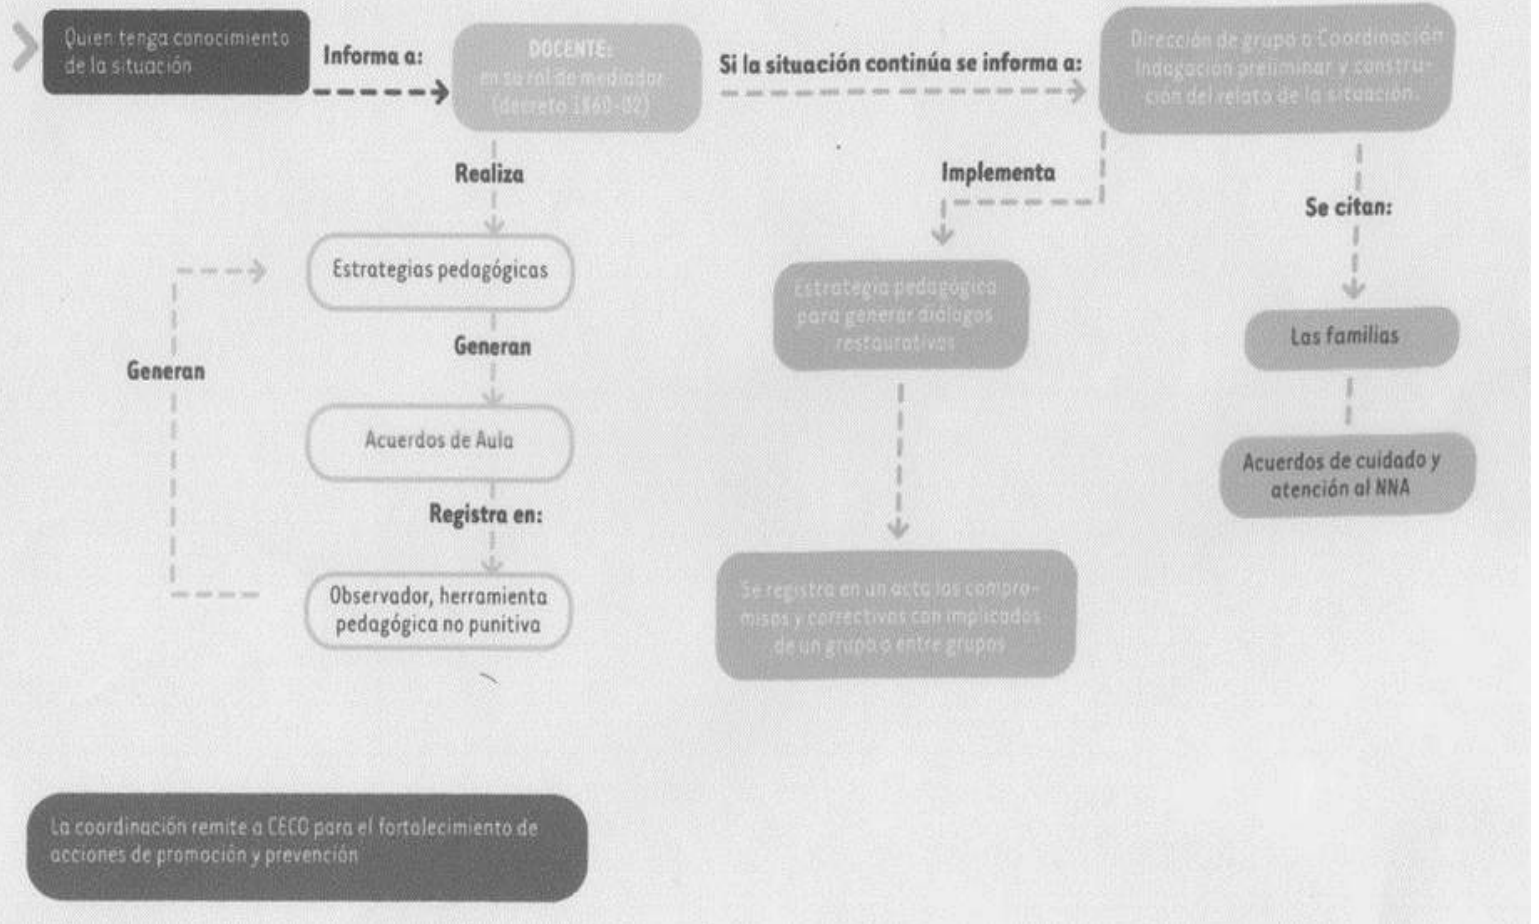 Quien tenga conocimiento
de la situación
Informa a:
DOCENTE:
en su rol de mediador
(decreto 1860-02)
Si la situación continúa se informa a:
Dirección de grupo o Coordinación
Indagación preliminar y constru-
ción del relato de la situación.
Realiza
Estrategias pedagógicas
Generan
Acuerdos de Aula
Registra en:
Observador, herramienta
pedagógica no punitiva
Generan
Implementa
Estrategia pedagógica
para generar diálogos
restaurativos
Se registra en un acta los compro-
misos y correctivos con implicados
de un grupo o entre grupos
Se citan:
Las familias
Acuerdos de cuidado y
atención al NNA
La coordinación remite a CECO para el fortalecimiento de
acciones de promoción y prevención